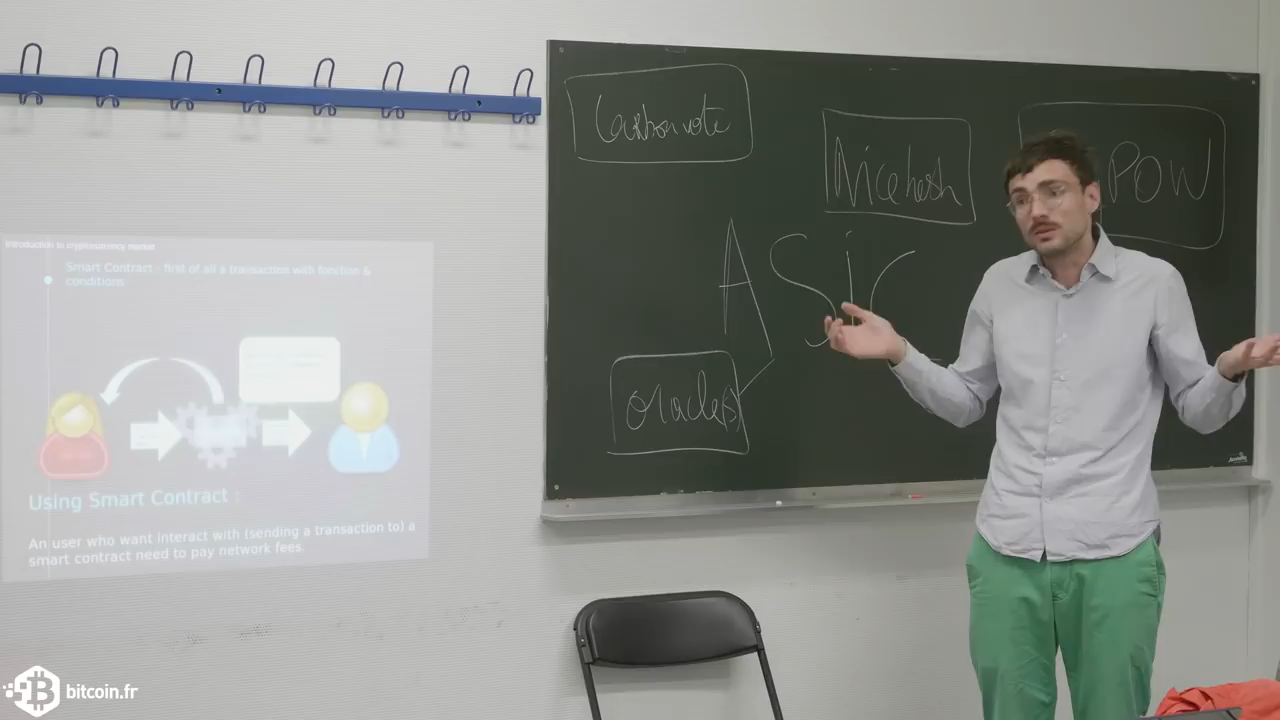 Introduction to cryptocurrency market
Smart Contract - first of all a transaction with function &
conditions
Using Smart Contract :
An user who want interact with (sending a transaction to) a
smart contract need to pay network fees.
Carbonvote
Nicehash
POW
ASiC
oracle(s)
bitcoin.fr